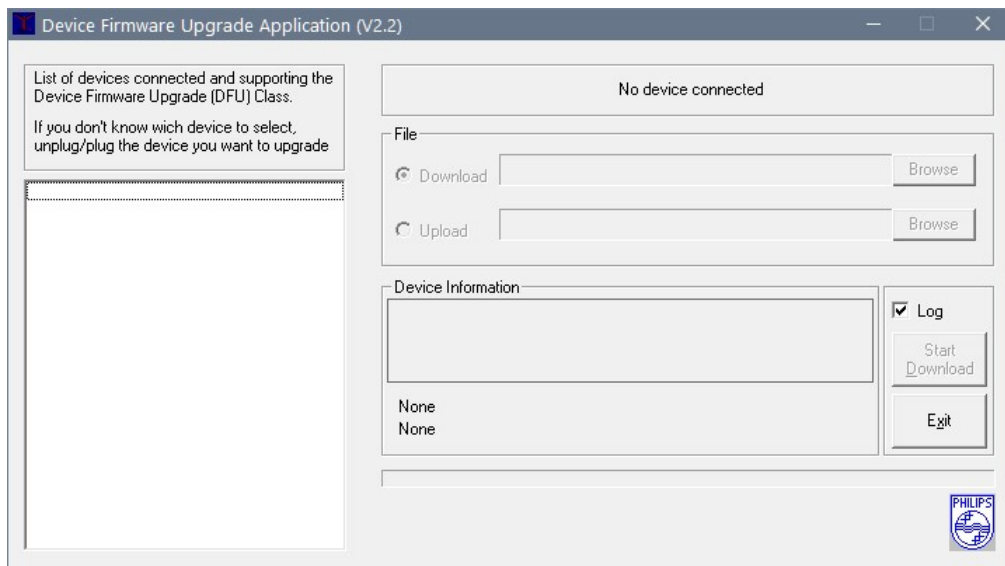 Device Firmware Upgrade Application (V2.2)
List of devices connected and supporting the
Device Firmware Upgrade (DFU) Class.
If you don't know wich device to select,
unplug/plug the device you want to upgrade
No device connected
File
Download
Browse
Upload
Browse
Device Information
None
None
Log
Start
Download
Exit
PHILIPS